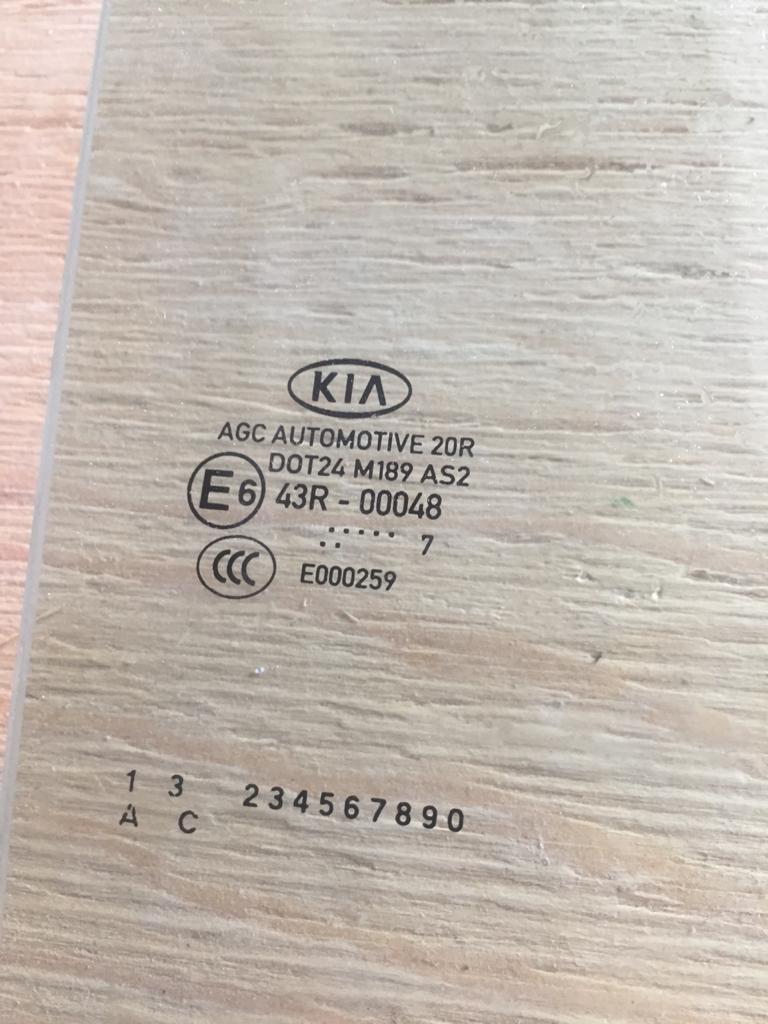 KIA
AGC AUTOMOTIVE 20R
DOT24 M189 AS2
E6 43R - 00048
.. ..... 7
CCC E000259
1 3 234567890
A C